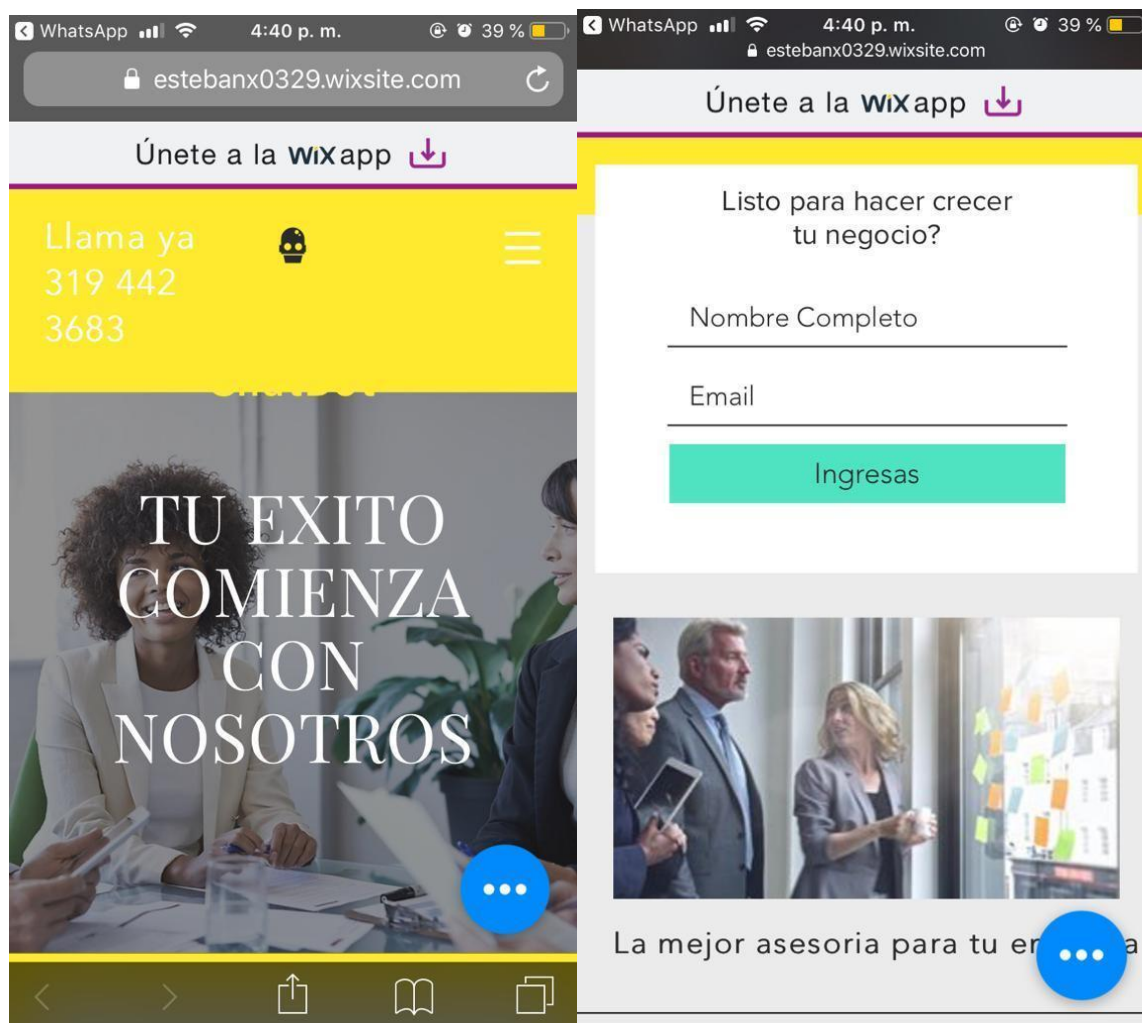 WhatsApp 4:40 p. m. 39 %
estebanx0329.wixsite.com
Únete a la WiX app
Llama ya
319 442
3683
TU EXITO
COMIENZA
CON
NOSOTROS
WhatsApp 4:40 p. m. 39 %
estebanx0329.wixsite.com
Únete a la WiX app
Listo para hacer crecer
tu negocio?
Nombre Completo
Email
Ingresas
La mejor asesoria para tu